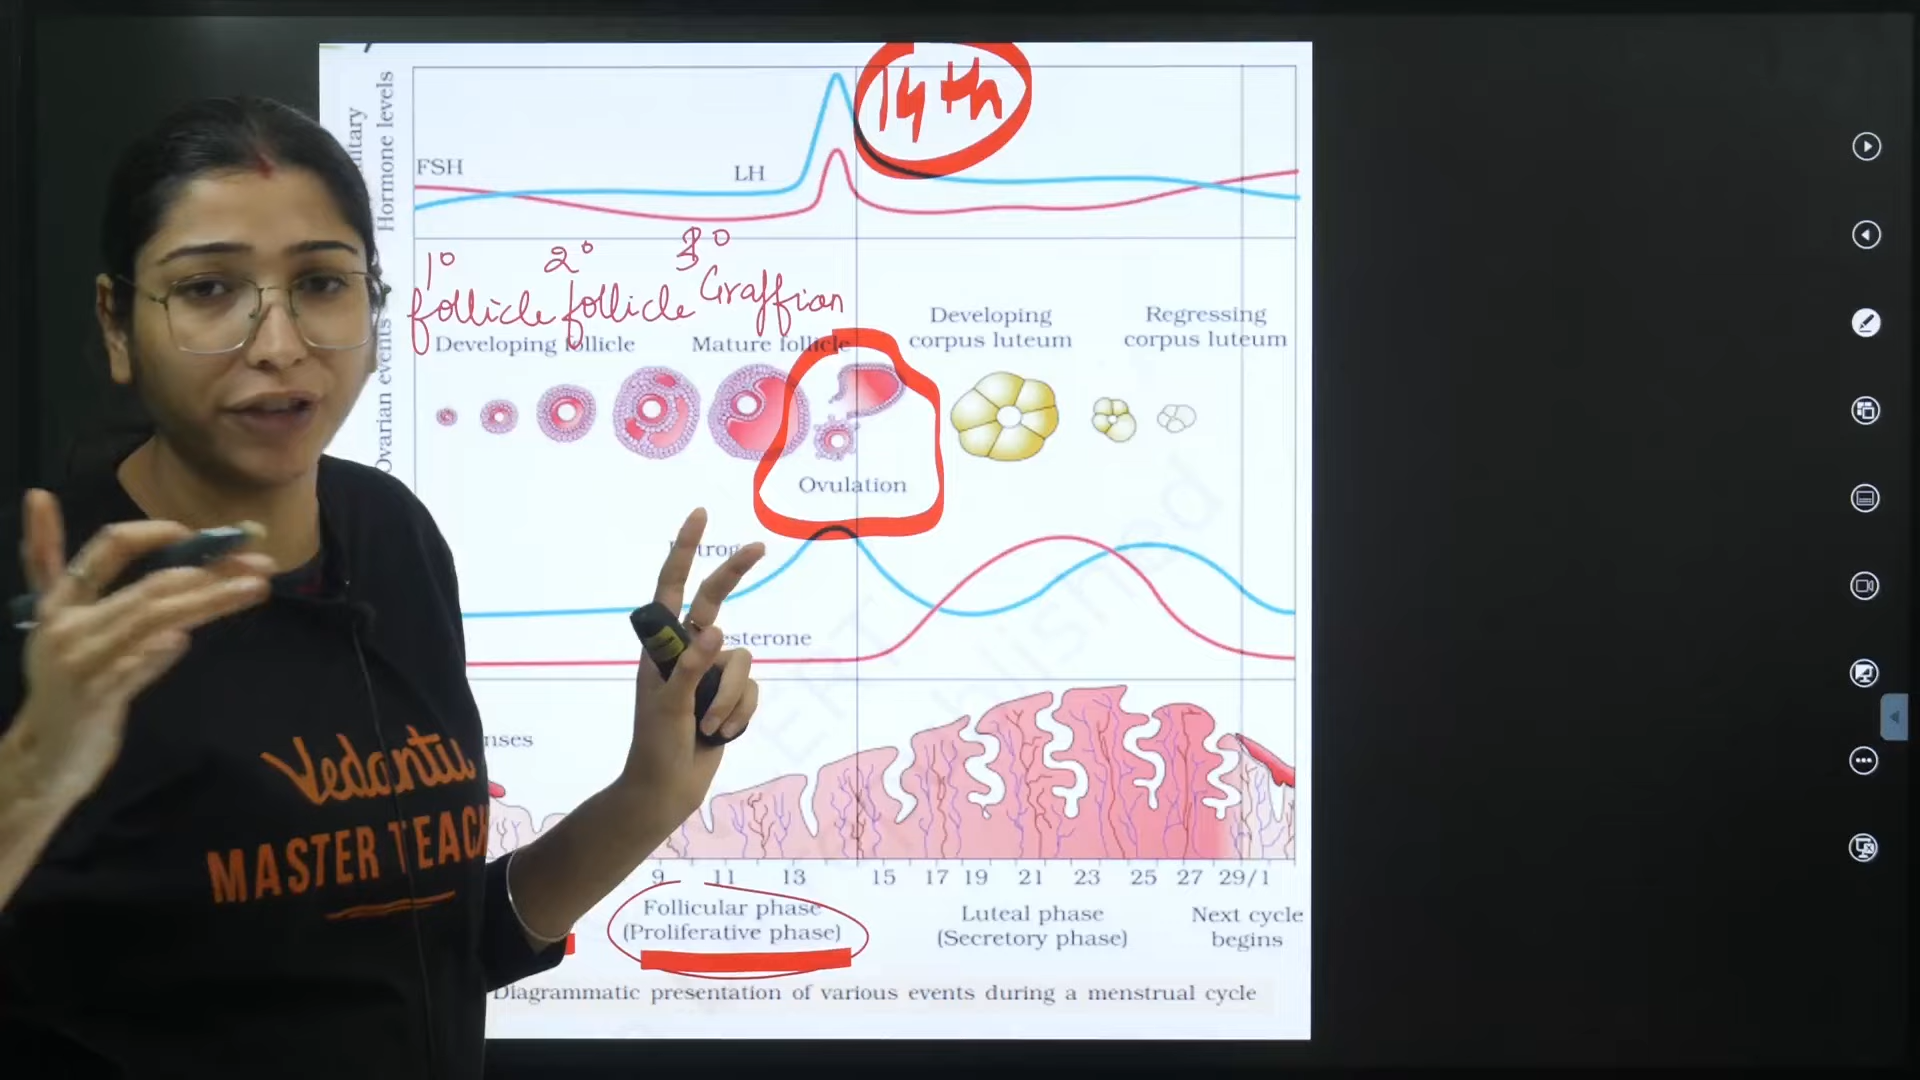 14th
Hormone levels
FSH
LH
1° 2° 3°
follicle follicle Graffian
Ovarian events
Developing follicle
Mature follicle
Developing
corpus luteum
Regressing
corpus luteum
Ovulation
9 11 13 15 17 19 21 23 25 27 29/1
Follicular phase
(Proliferative phase)
Luteal phase
(Secretory phase)
Next cycle
begins
Diagrammatic presentation of various events during a menstrual cycle
Vedantu
MASTER TEACH